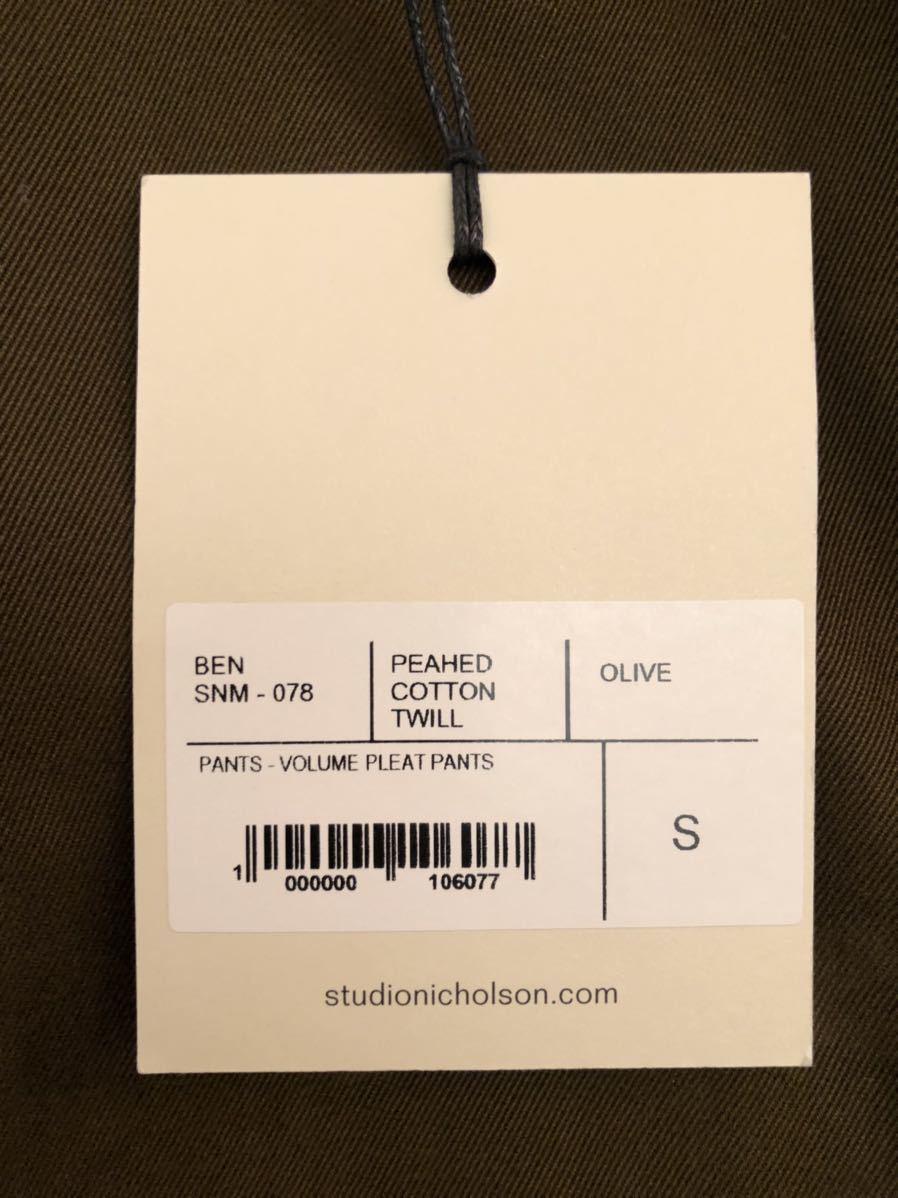 BEN
SNM - 078
PEAHED
COTTON
TWILL
OLIVE
PANTS - VOLUME PLEAT PANTS
S
1 000000 106077
studionicholson.com